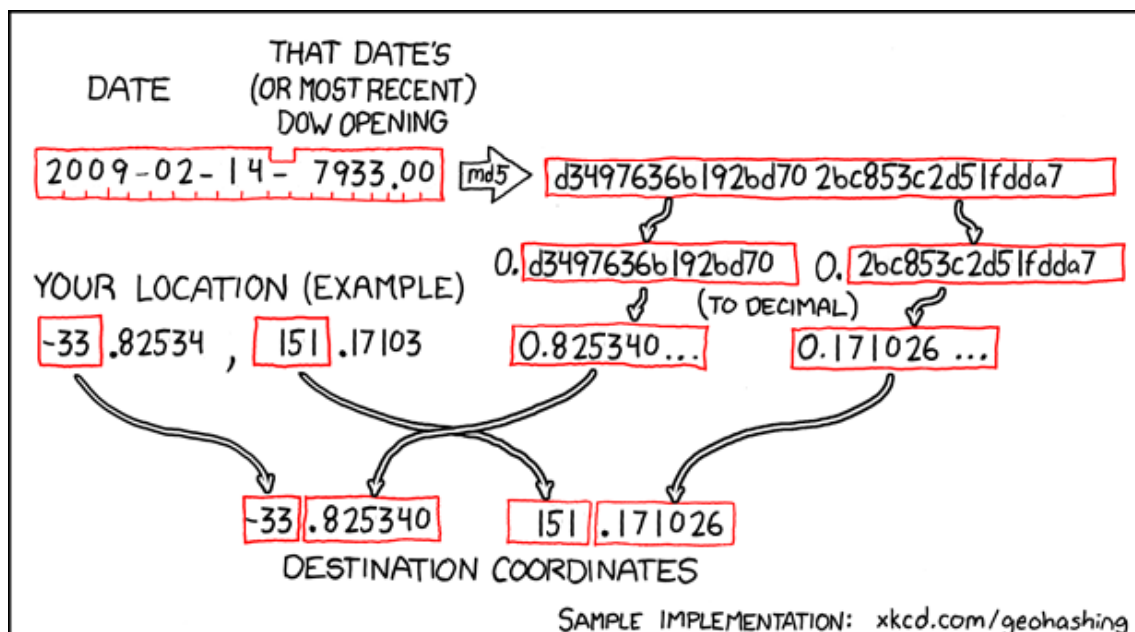 DATE
THAT DATE'S
(OR MOST RECENT)
DOW OPENING
2009-02-14-7933.00
md5
d3497636b192bd70 2bc853c2d51fdda7
0.d3497636b192bd70
0.2bc853c2d51fdda7
(TO DECIMAL)
YOUR LOCATION (EXAMPLE)
-33.82534, 151.17103
0.825340...
0.171026...
-33.825340
151.171026
DESTINATION COORDINATES
SAMPLE IMPLEMENTATION: xkcd.com/geohashing